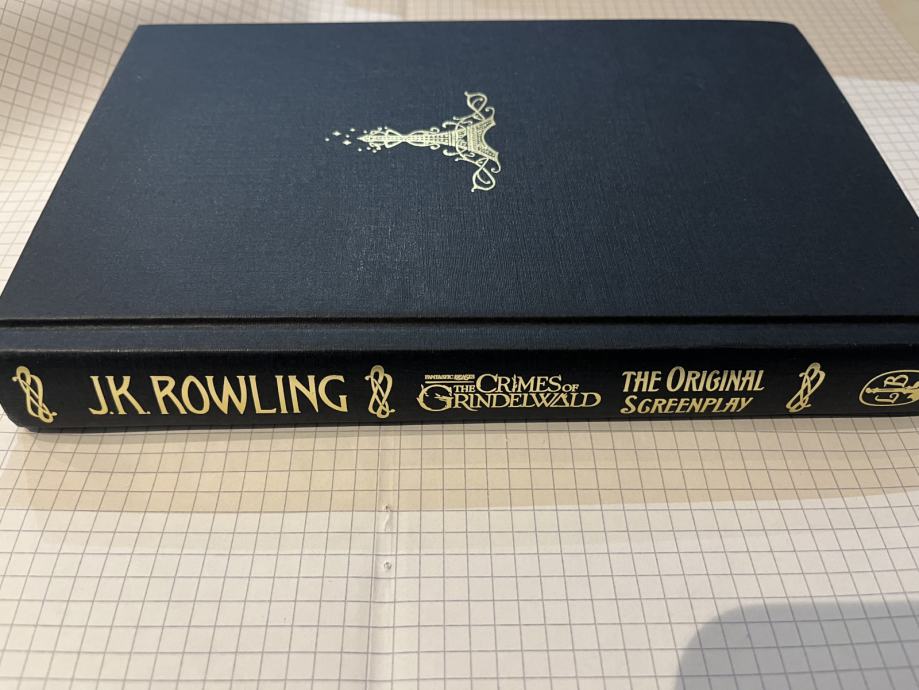 J.K. ROWLING
FANTASTIC BEASTS
THE CRIMES OF
GRINDELWALD
THE ORIGINAL
SCREENPLAY